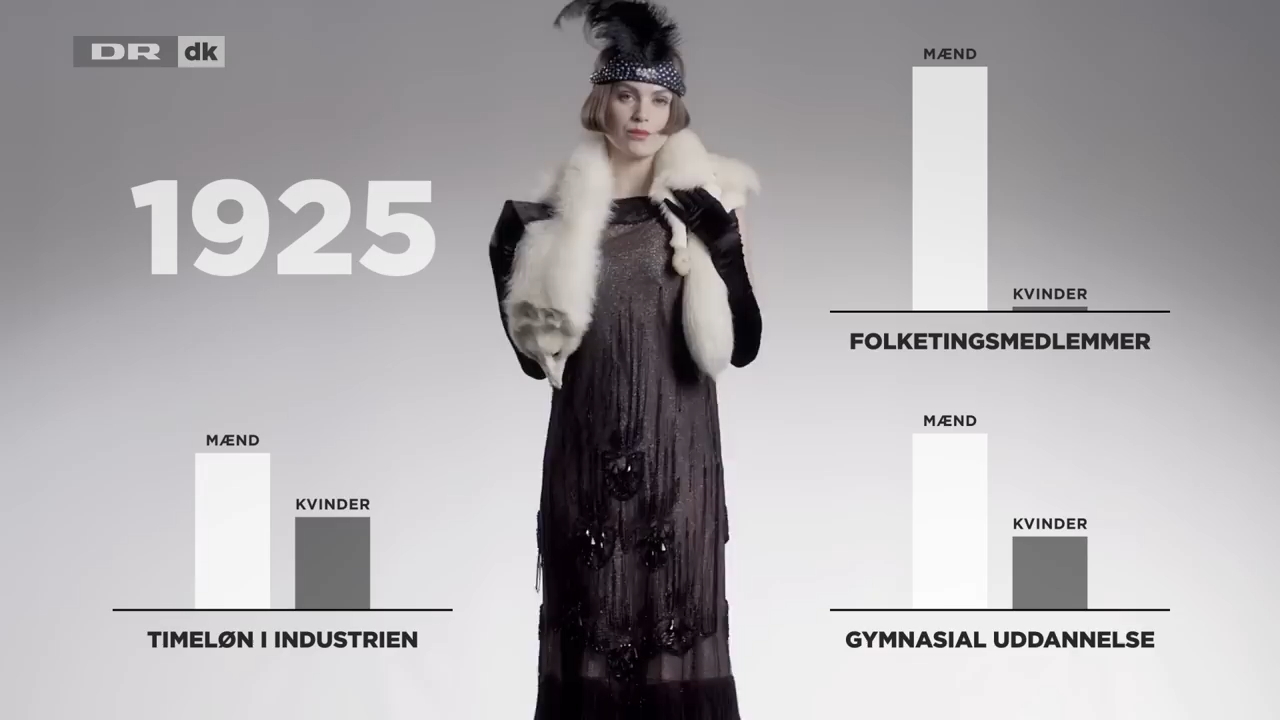 DR dk
1925
MÆND
KVINDER
TIMELØN I INDUSTRIEN
MÆND
KVINDER
FOLKETINGSMEDLEMMER
MÆND
KVINDER
GYMNASIAL UDDANNELSE